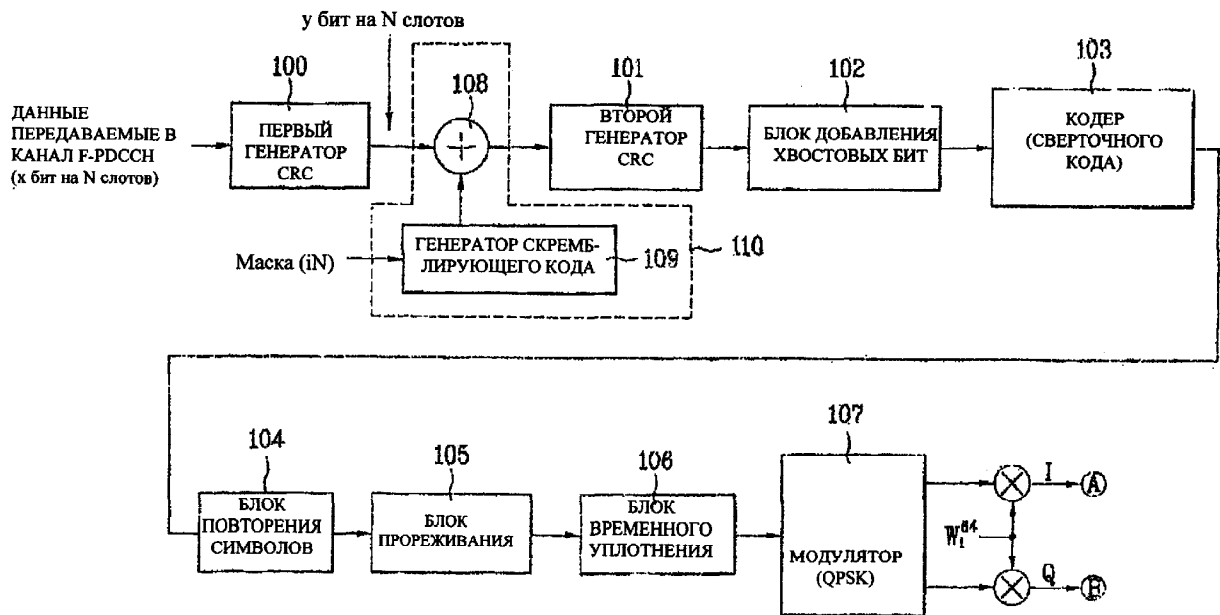 у бит на N слотов
100
108
101
102
103
ДАННЫЕ
ПЕРЕДАВАЕМЫЕ В
КАНАЛ F-PDCCH
(x бит на N слотов)
ПЕРВЫЙ
ГЕНЕРАТОР
CRC
ВТОРОЙ
ГЕНЕРАТОР
CRC
БЛОК ДОБАВЛЕНИЯ
ХВОСТОВЫХ БИТ
КОДЕР
(СВЕРТОЧНОГО
КОДА)
Маска (iN)
ГЕНЕРАТОР СКРЕМБ-
ЛИРУЮЩЕГО КОДА
109
110
104
105
106
107
БЛОК
ПОВТОРЕНИЯ
СИМВОЛОВ
БЛОК
ПРОРЕЖИВАНИЯ
БЛОК
ВРЕМЕННОГО
УПЛОТНЕНИЯ
МОДУЛЯТОР
(QPSK)
I
A
Q